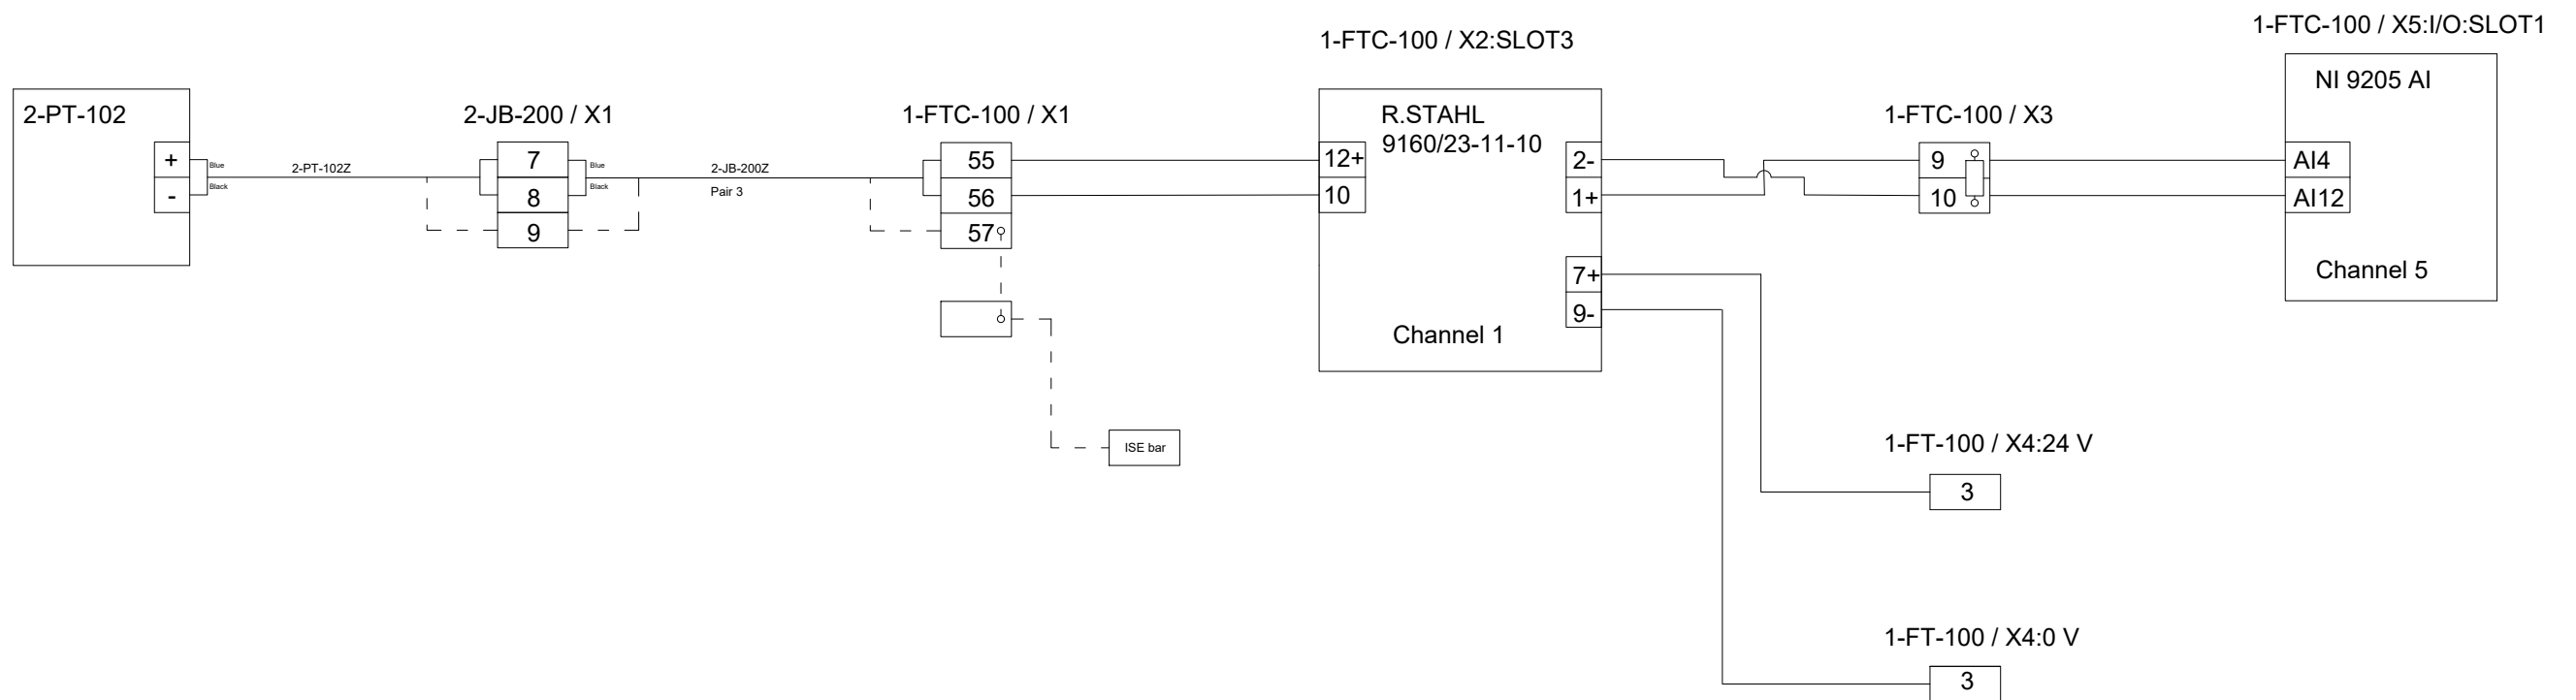 1-FTC-100 / X5:I/O:SLOT1
1-FTC-100 / X2:SLOT3
2-PT-102
+
-
Blue
Black
2-PT-102Z
2-JB-200 / X1
7
8
9
Blue
Black
2-JB-200Z
Pair 3
1-FTC-100 / X1
55
56
57
ISE bar
R.STAHL
9160/23-11-10
12+
10
2-
1+
7+
9-
Channel 1
1-FTC-100 / X3
9
10
NI 9205 AI
AI4
AI12
Channel 5
1-FT-100 / X4:24 V
3
1-FT-100 / X4:0 V
3